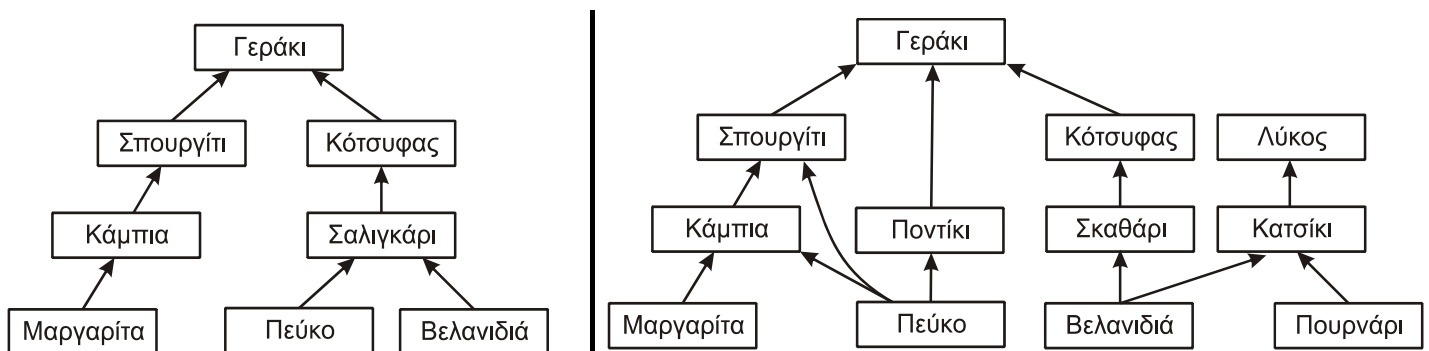 Γεράκι
Σπουργίτι Κότσυφας
Κάμπια Σαλιγκάρι
Μαργαρίτα Πεύκο Βελανιδιά
Γεράκι
Σπουργίτι Κότσυφας Λύκος
Κάμπια Ποντίκι Σκαθάρι Κατσίκι
Μαργαρίτα Πεύκο Βελανιδιά Πουρνάρι